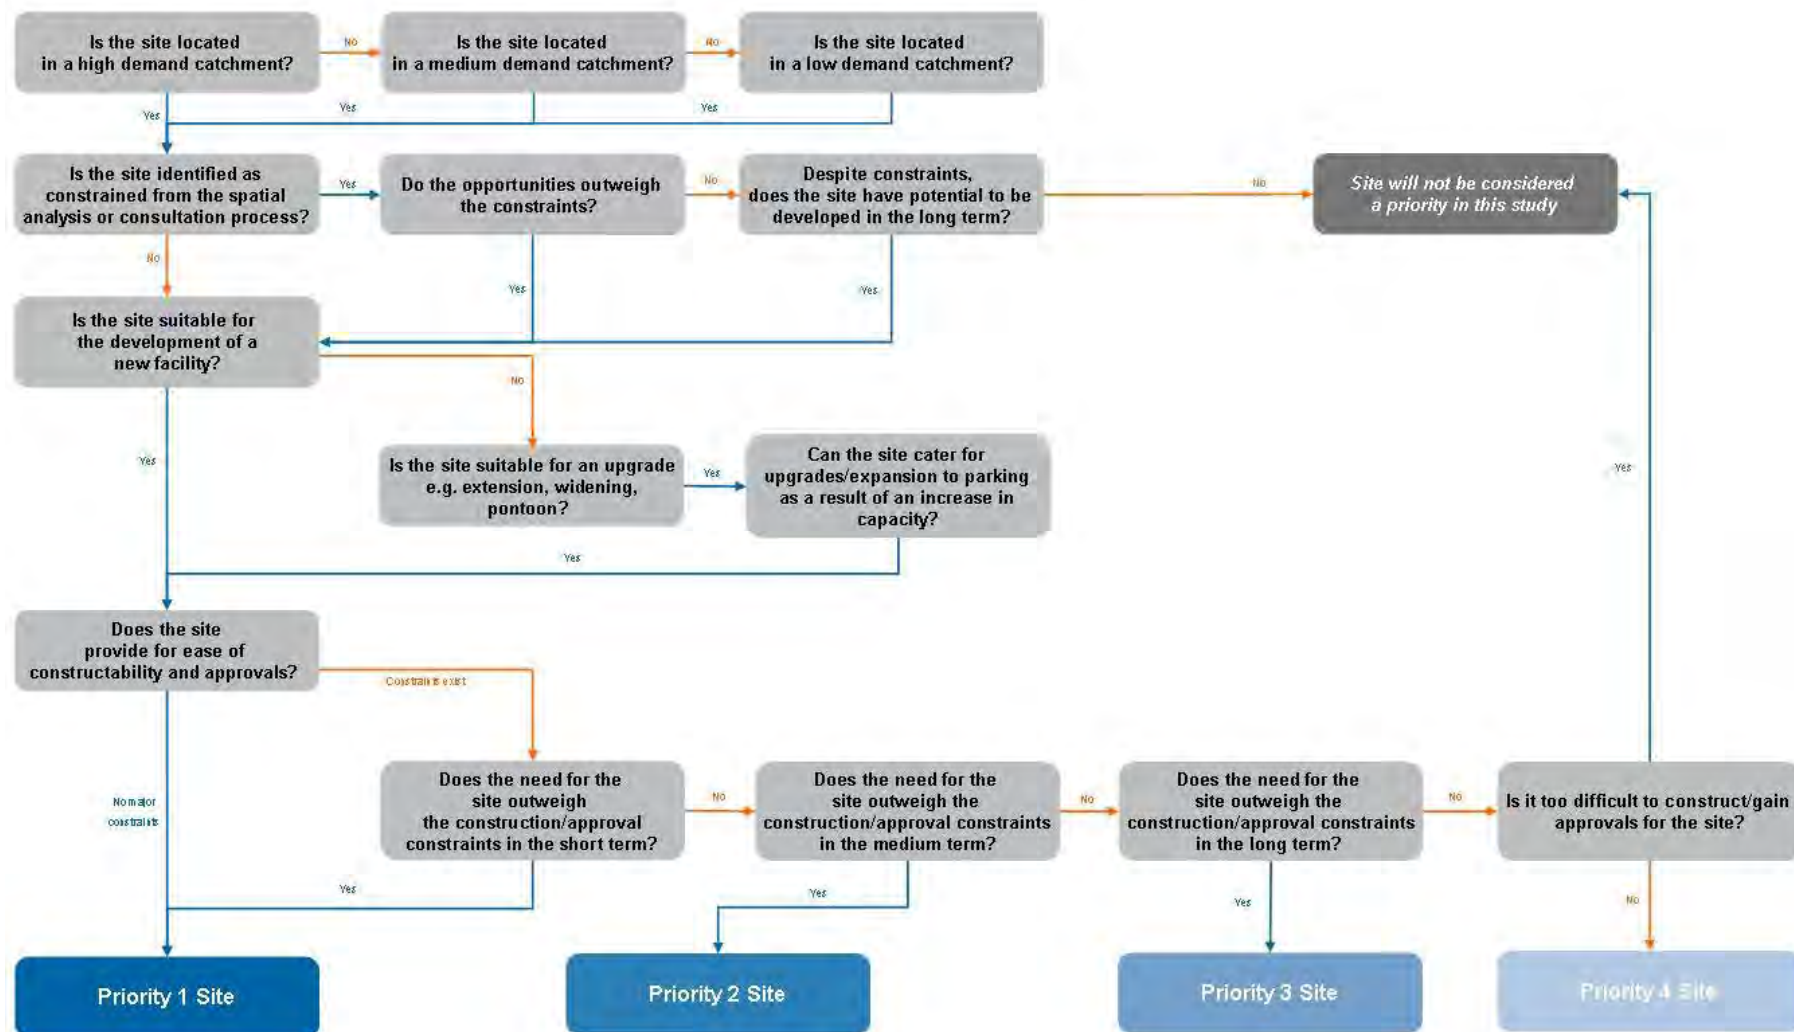 Is the site located
in a high demand catchment?
No
Is the site located
in a medium demand catchment?
No
Is the site located
in a low demand catchment?
Yes
Yes
Yes
Is the site identified as
constrained from the spatial
analysis or consultation process?
Yes
Do the opportunities outweigh
the constraints?
No
Despite constraints,
does the site have potential to be
developed in the long term?
No
Site will not be considered
a priority in this study
No
Yes
Yes
Is the site suitable for
the development of a
new facility?
No
Yes
Is the site suitable for an upgrade
e.g. extension, widening,
pontoon?
Yes
Can the site cater for
upgrades/expansion to parking
as a result of an increase in
capacity?
Yes
Yes
Does the site
provide for ease of
constructability and approvals?
Constraints exist
No major
constraints
Does the need for the
site outweigh
the construction/approval
constraints in the short term?
No
Does the need for the
site outweigh the
construction/approval constraints
in the medium term?
No
Does the need for the
site outweigh the
construction/approval constraints
in the long term?
No
Is it too difficult to construct/gain
approvals for the site?
Yes
Yes
Yes
No
Priority 1 Site
Priority 2 Site
Priority 3 Site
Priority 4 Site